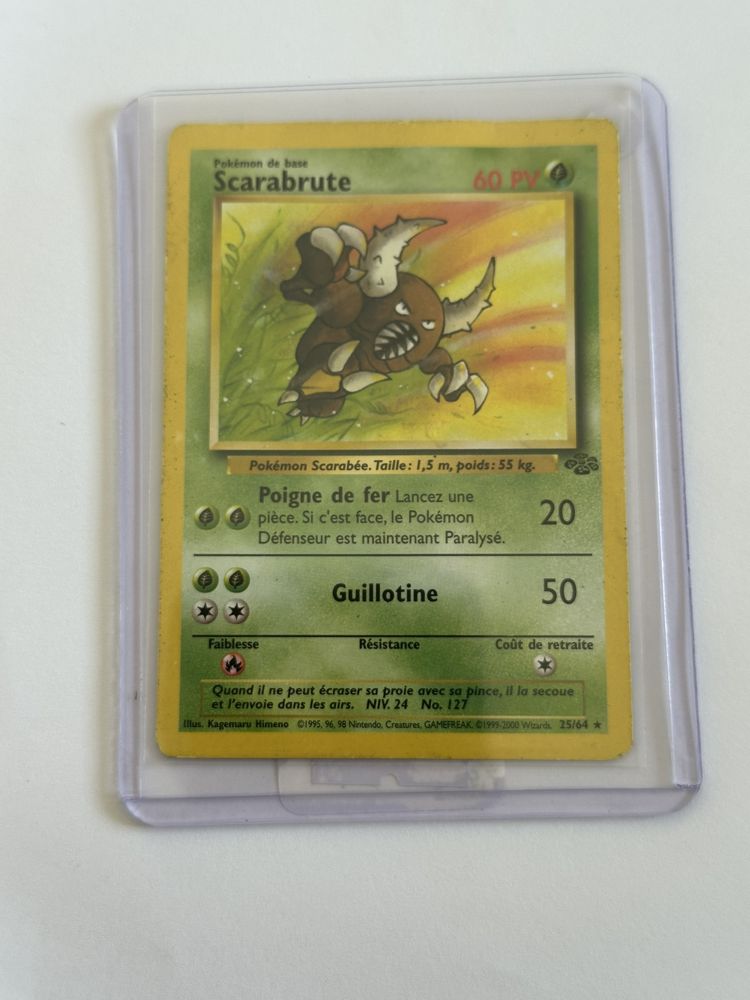 Pokémon de base
Scarabrute 60 PV
Pokémon Scarabée. Taille: 1,5 m, poids: 55 kg.
Poigne de fer Lancez une
pièce. Si c'est face, le Pokémon
Défenseur est maintenant Paralysé.
20
Guillotine 50
Faiblesse Résistance Coût de retraite
Quand il ne peut écraser sa proie avec sa pince, il la secoue
et l'envoie dans les airs. NIV. 24 No. 127
Illus. Kagemaru Himeno ©1995, 96, 98 Nintendo, Creatures, GAMEFREAK. ©1999-2000 Wizards. 25/64 ★